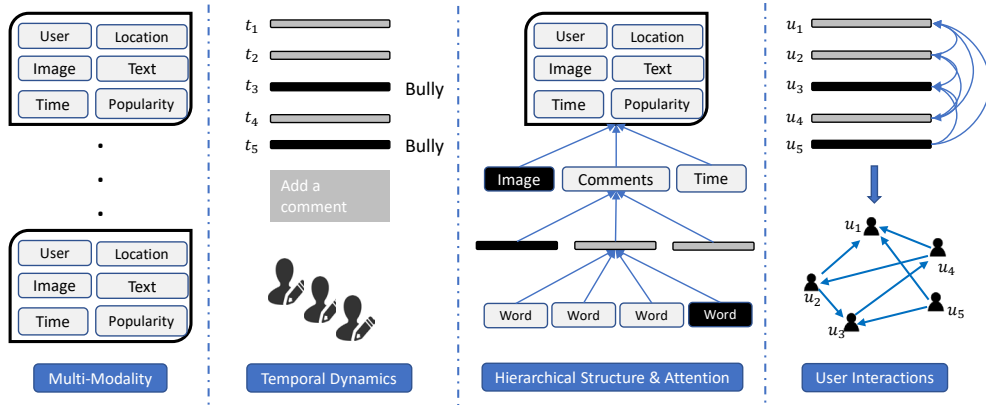 User Location
Image Text
Time Popularity
User Location
Image Text
Time Popularity
Multi-Modality
t₁
t₂
t₃ Bully
t₄
t₅ Bully
Add a
comment
Temporal Dynamics
User Location
Image Text
Time Popularity
Image Comments Time
Word Word Word Word
Hierarchical Structure & Attention
u₁
u₂
u₃
u₄
u₅
u₁
u₄
u₂
u₅
u₃
User Interactions